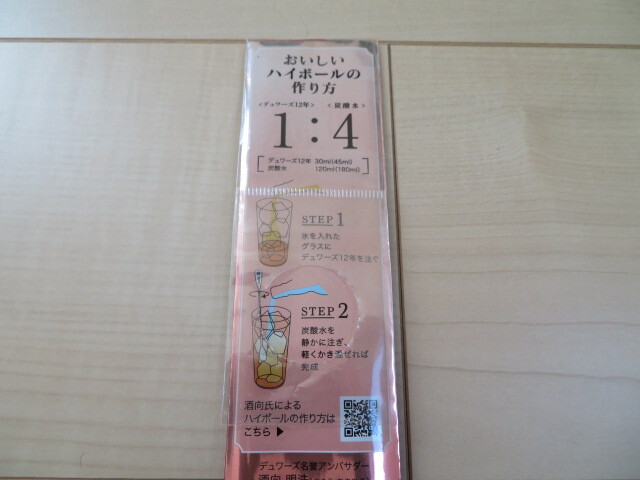 おいしい
ハイボールの
作り方
<デュワーズ12年> <炭酸水>
1:4
デュワーズ12年 30ml(45ml)
炭酸水 120ml(180ml)
STEP 1
氷を入れた
グラスに
デュワーズ12年を注ぐ
STEP 2
炭酸水を
静かに注ぎ、
軽くかき混ぜれば
完成
酒向氏による
ハイボールの作り方は
こちら ▶
デュワーズ名誉アンバサダー
酒向 明浩